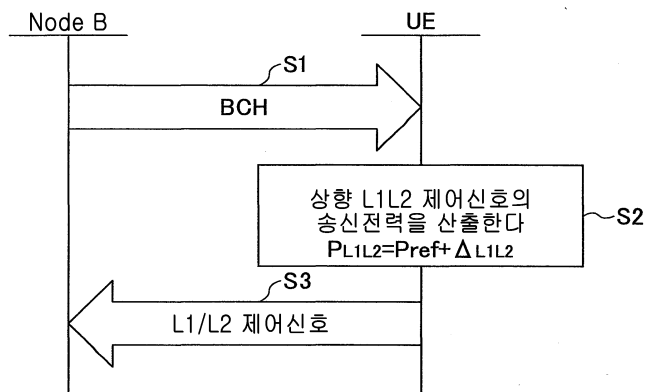 Node B
UE
S1
BCH
상향 L1L2 제어신호의
송신전력을 산출한다
PL1L2=Pref+ΔL1L2
S2
S3
L1/L2 제어신호